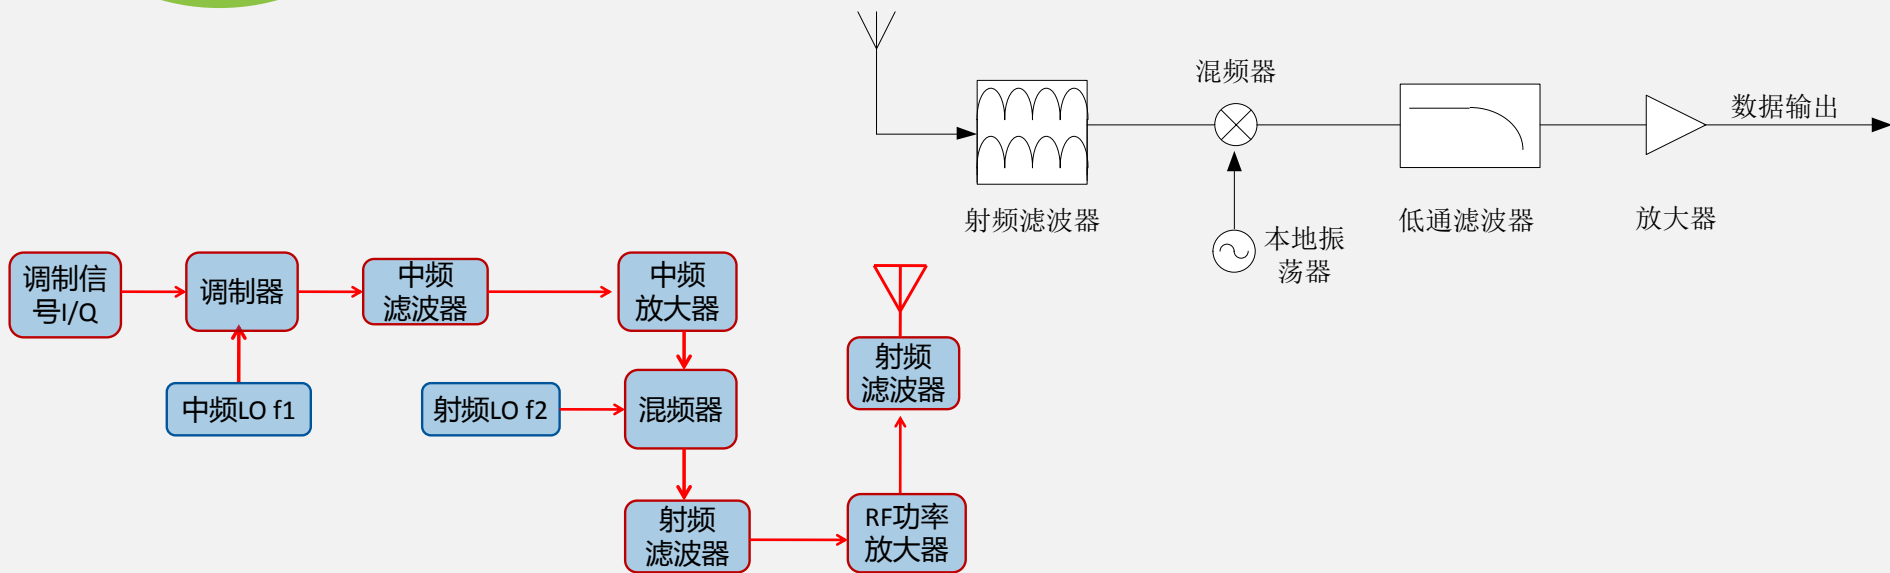 混频器
数据输出
射频滤波器
本地振
荡器
低通滤波器
放大器
调制信
号I/Q
调制器
中频
滤波器
中频
放大器
中频LO f1
射频LO f2
混频器
射频
滤波器
射频
滤波器
RF功率
放大器